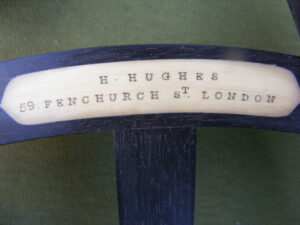 H. HUGHES
59. FENCHURCH ST. LONDON